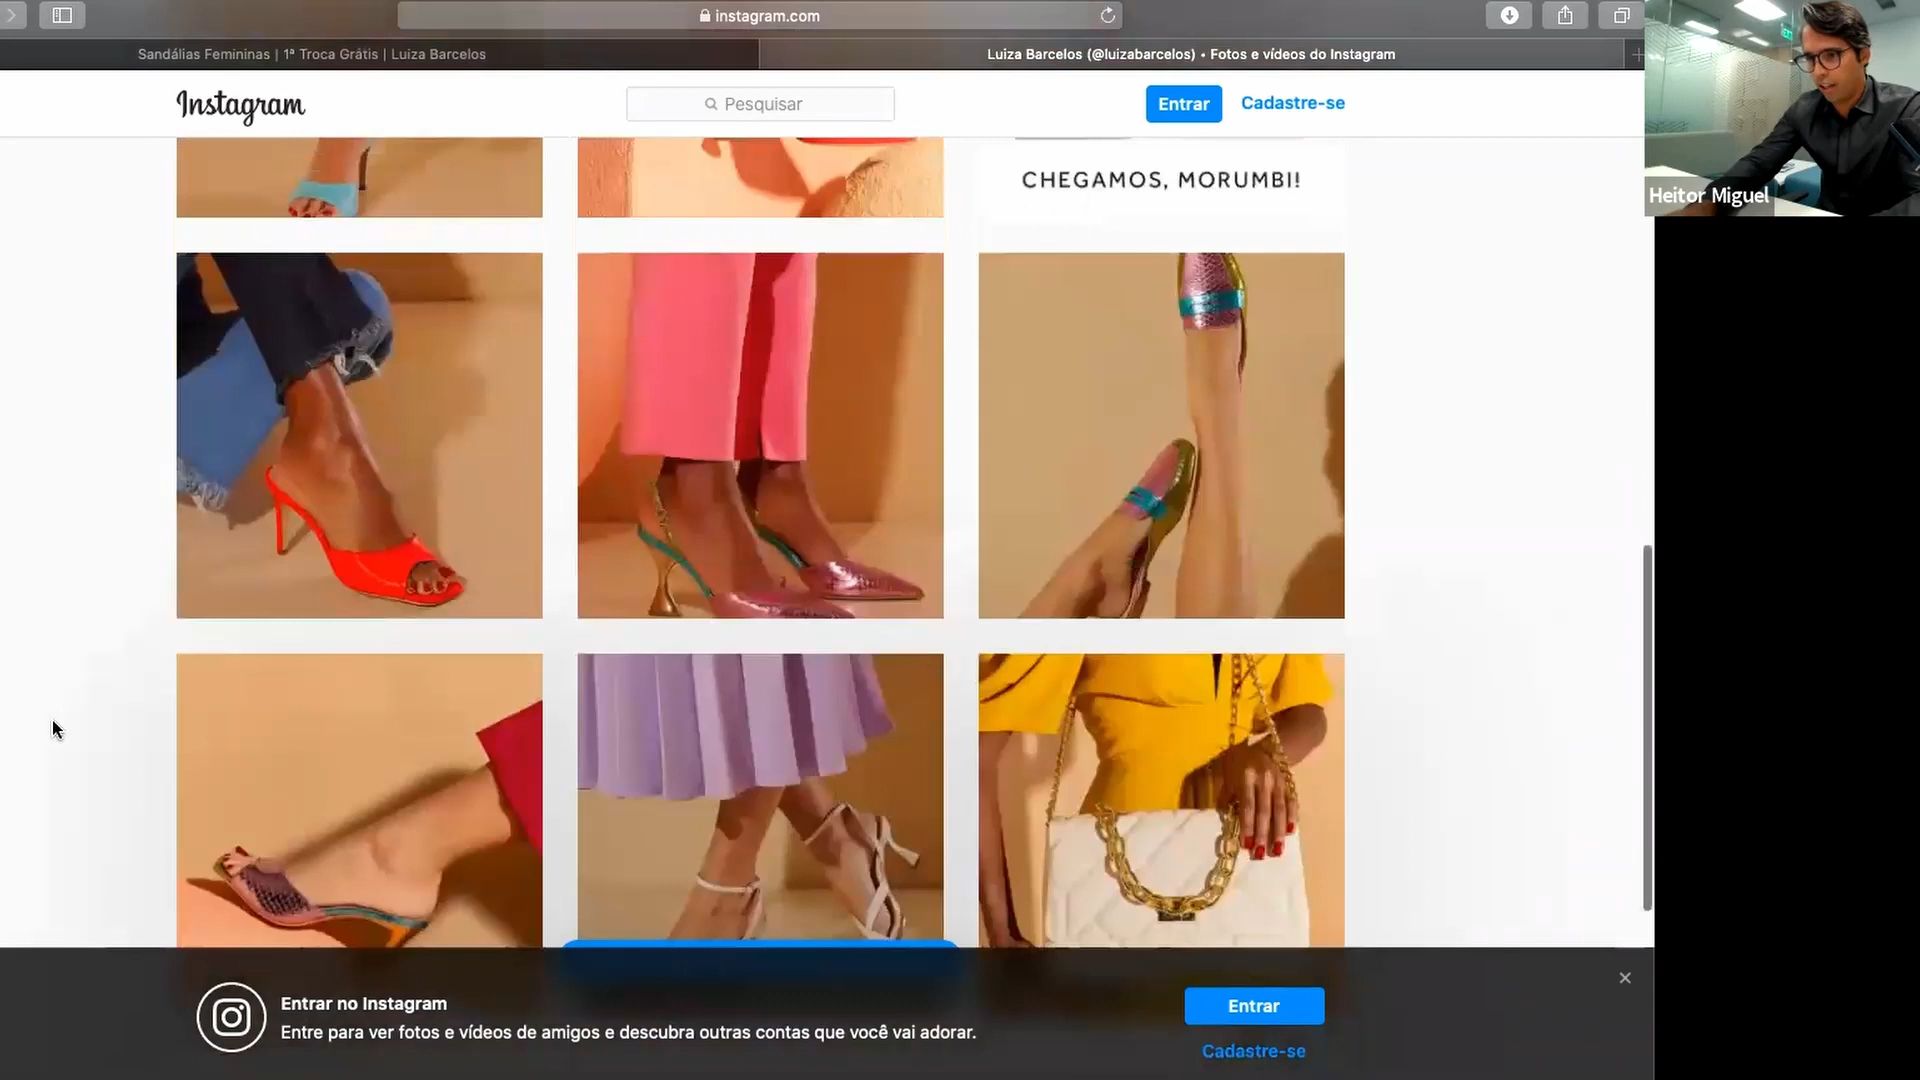 instagram.com
Sandálias Femininas | 1ª Troca Grátis | Luiza Barcelos
Luiza Barcelos (@luizabarcelos) • Fotos e vídeos do Instagram
Instagram
Pesquisar
Entrar
Cadastre-se
Heitor Miguel
CHEGAMOS, MORUMBI!
Entrar no Instagram
Entre para ver fotos e vídeos de amigos e descubra outras contas que você vai adorar.
Entrar
Cadastre-se